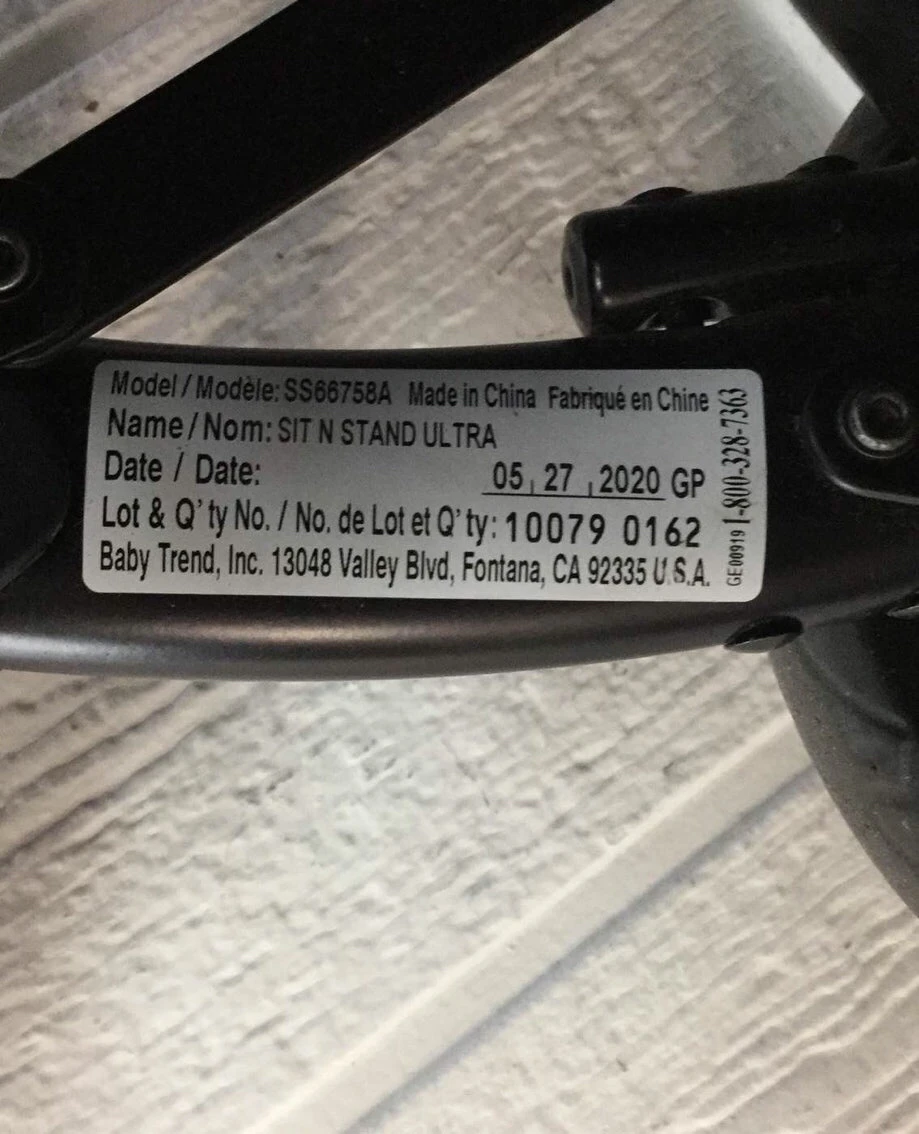 Model / Modèle: SS66758A Made in China Fabriqué en Chine
Name / Nom: SIT N STAND ULTRA
Date / Date: 05 , 27 , 2020 GP
Lot & Q'ty No. / No. de Lot et Q'ty: 10079 0162
Baby Trend, Inc. 13048 Valley Blvd, Fontana, CA 92335 U.S.A.
GE00919 1-800-328-7363